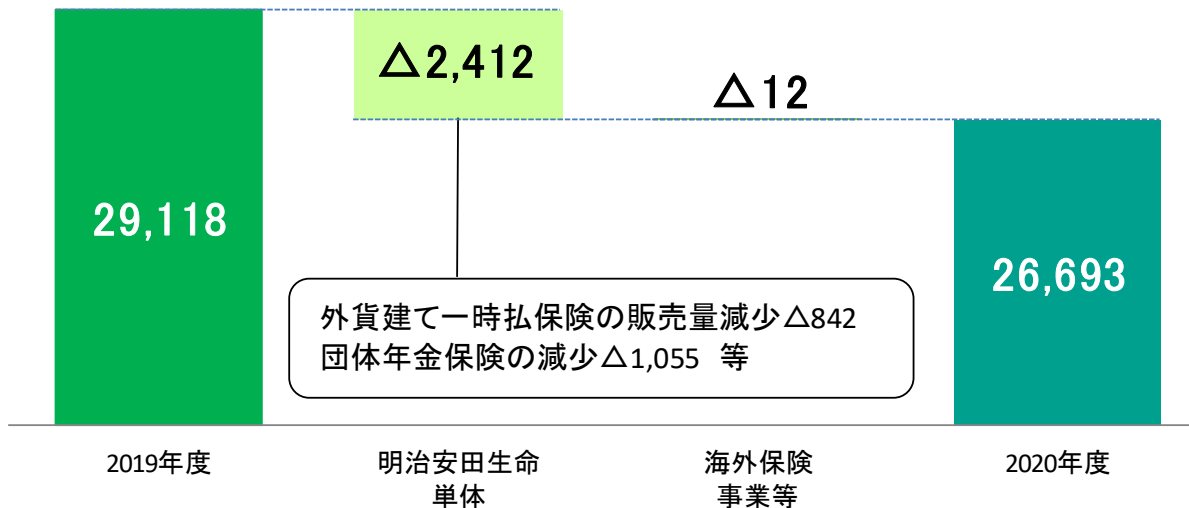 △2,412
△12
29,118
26,693
外貨建て一時払保険の販売量減少△842
団体年金保険の減少△1,055 等
2019年度
明治安田生命
単体
海外保険
事業等
2020年度